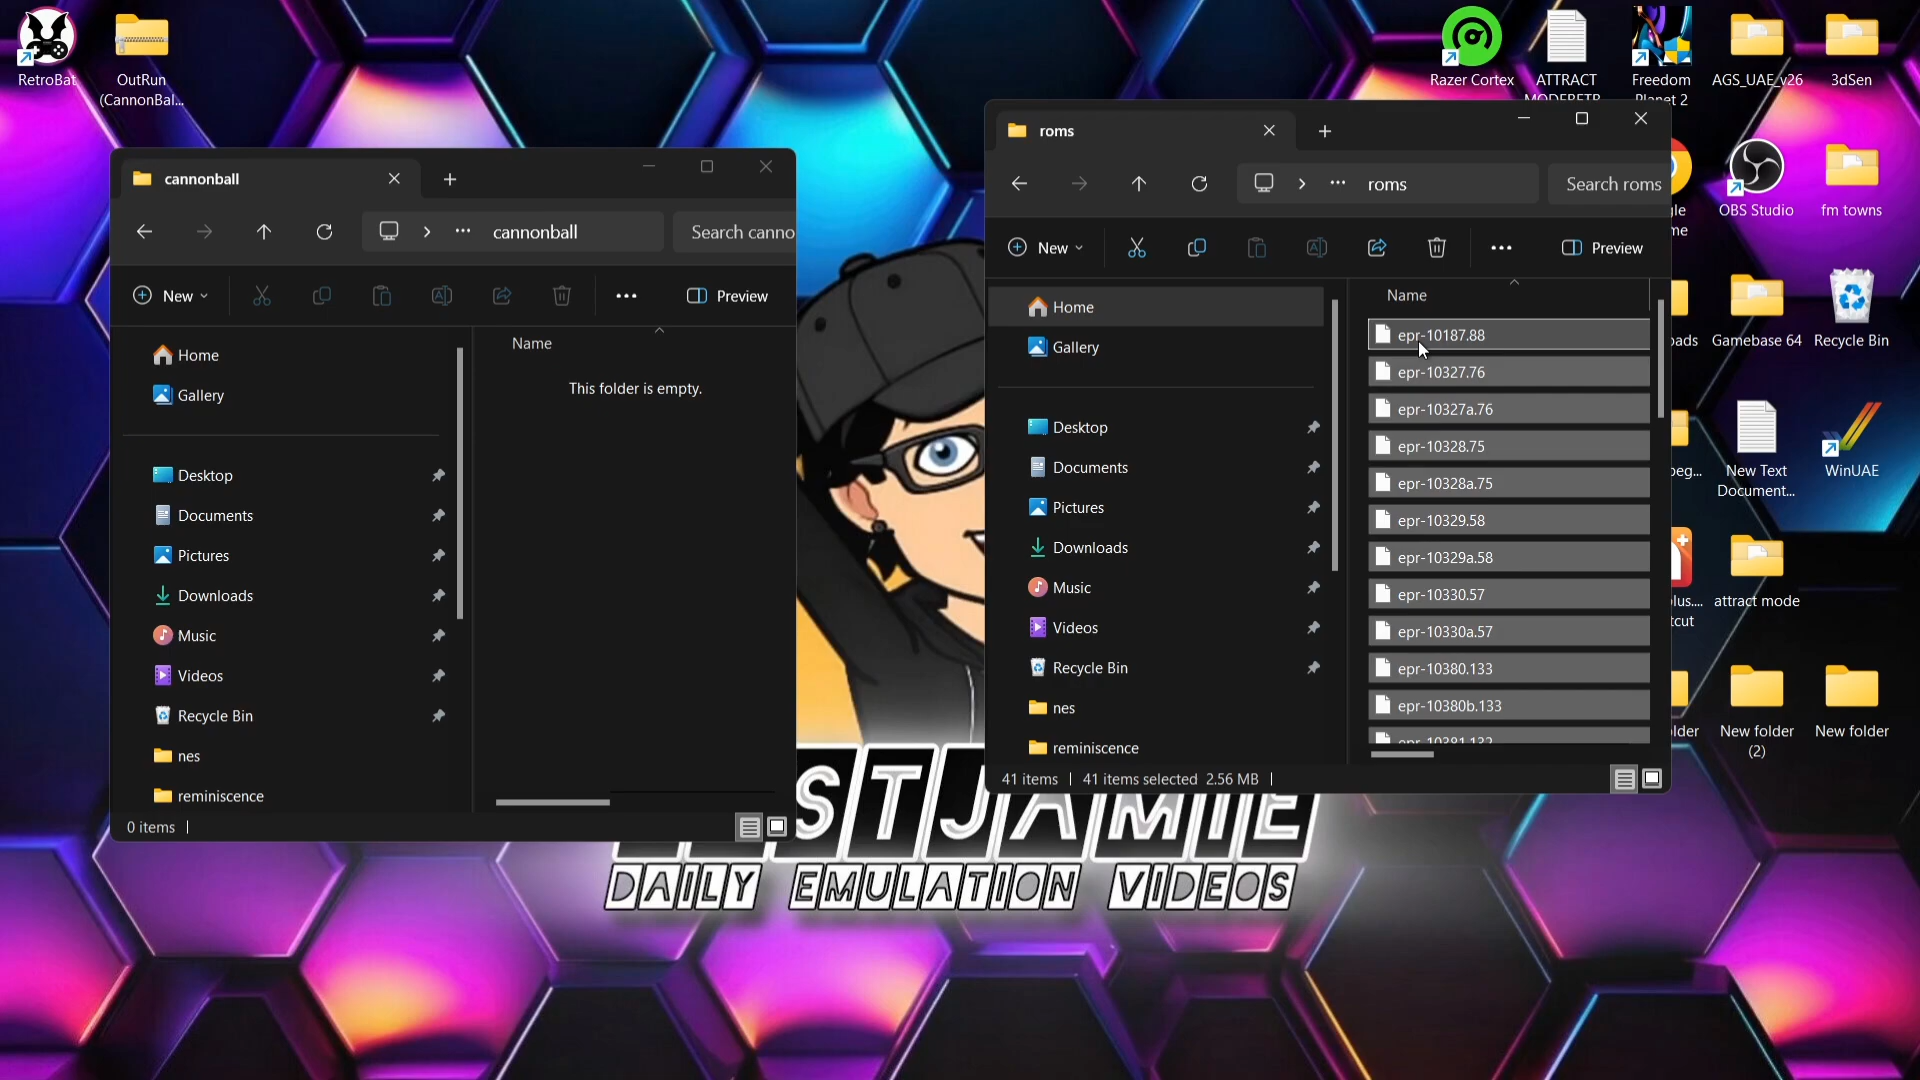 RetroBat
OutRun
(CannonBal...
Razer Cortex
ATTRACT
Freedom
Planet 2
AGS_UAE_v26
3dSen
OBS Studio
fm towns
Gamebase 64
Recycle Bin
New Text
Document...
WinUAE
attract mode
New folder
(2)
New folder
cannonball
cannonball
Search canno
New
Preview
Home
Gallery
Desktop
Documents
Pictures
Downloads
Music
Videos
Recycle Bin
nes
reminiscence
Name
This folder is empty.
0 items
roms
roms
Search roms
New
Preview
Home
Gallery
Desktop
Documents
Pictures
Downloads
Music
Videos
Recycle Bin
nes
reminiscence
Name
epr-10187.88
epr-10327.76
epr-10327a.76
epr-10328.75
epr-10328a.75
epr-10329.58
epr-10329a.58
epr-10330.57
epr-10330a.57
epr-10380.133
epr-10380b.133
epr-10381.132
41 items
41 items selected 2.56 MB
STJAMIE
DAILY EMULATION VIDEOS